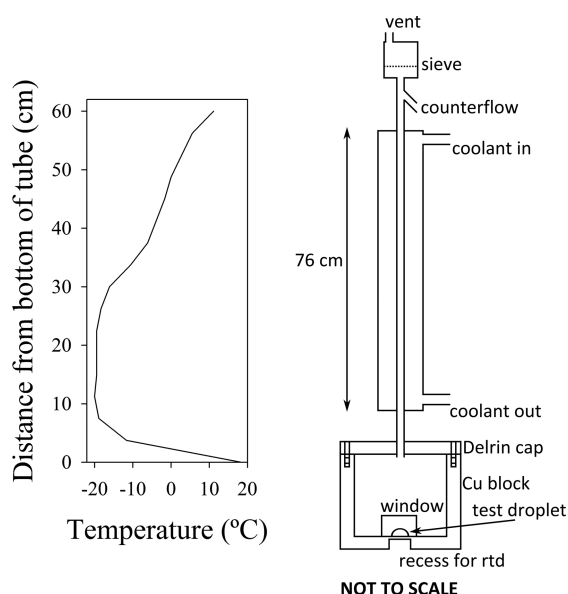 Distance from bottom of tube (cm)
60
50
40
30
20
10
0
-20 -10 0 10 20
Temperature (ºC)
vent
sieve
counterflow
coolant in
76 cm
coolant out
Delrin cap
Cu block
window
test droplet
recess for rtd
NOT TO SCALE